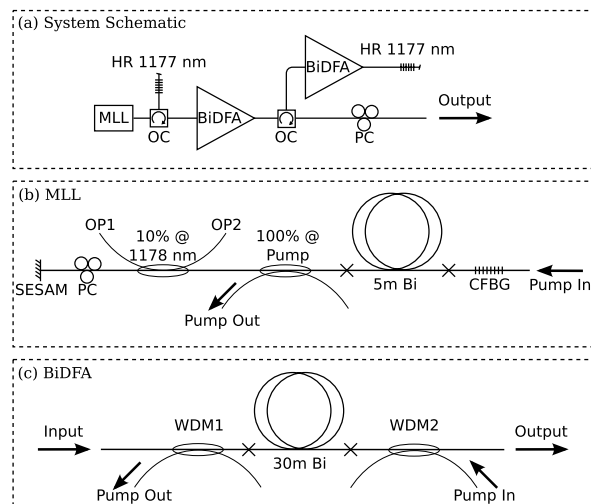 (a) System Schematic
HR 1177 nm
HR 1177 nm
MLL
OC
BiDFA
OC
BiDFA
PC
Output
(b) MLL
OP1
OP2
10% @
1178 nm
100% @
Pump
SESAM
PC
Pump Out
5m Bi
CFBG
Pump In
(c) BiDFA
Input
WDM1
WDM2
Output
30m Bi
Pump Out
Pump In